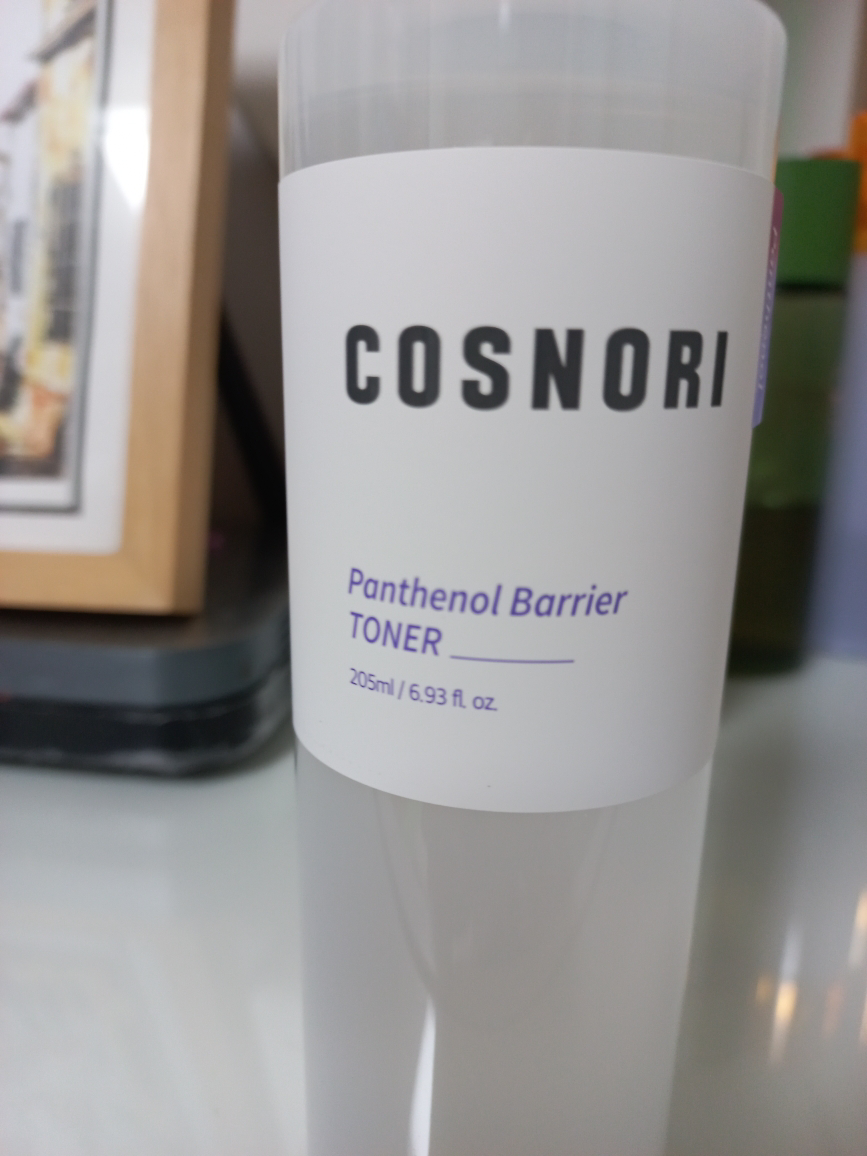 COSNORI
Panthenol Barrier
TONER
205ml / 6.93 fl. oz.